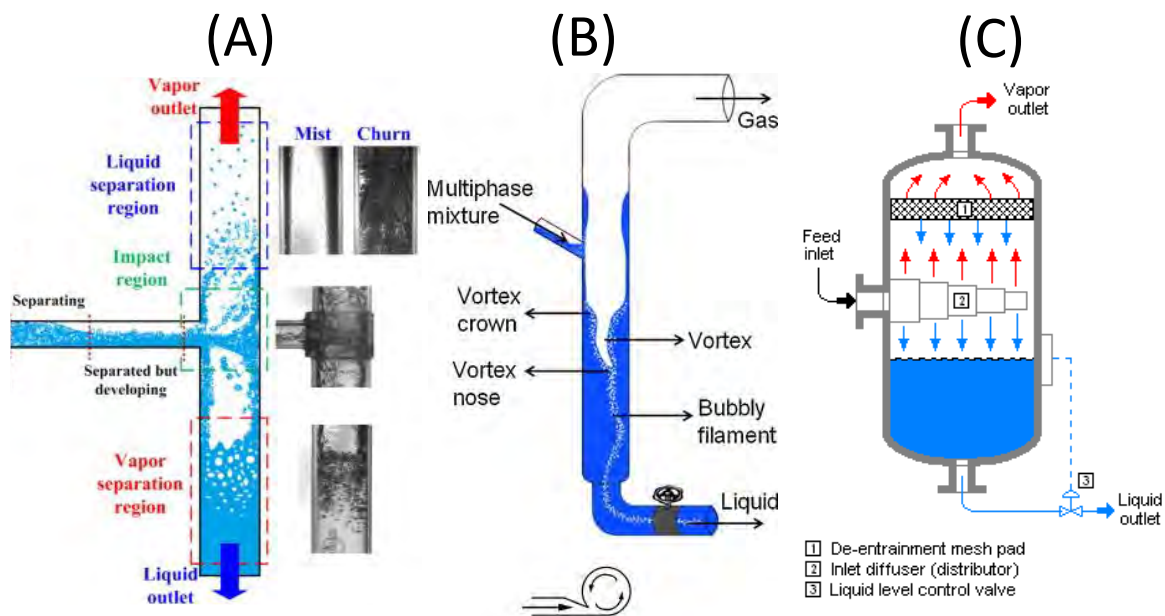 (A)
Vapor
outlet
Mist
Churn
Liquid
separation
region
Impact
region
Separating
Separated but
developing
Vapor
separation
region
Liquid
outlet
(B)
Gas
Multiphase
mixture
Vortex
crown
Vortex
Vortex
nose
Bubbly
filament
Liquid
(C)
Vapor
outlet
1
Feed
inlet
2
3
Liquid
outlet
1 De-entrainment mesh pad
2 Inlet diffuser (distributor)
3 Liquid level control valve